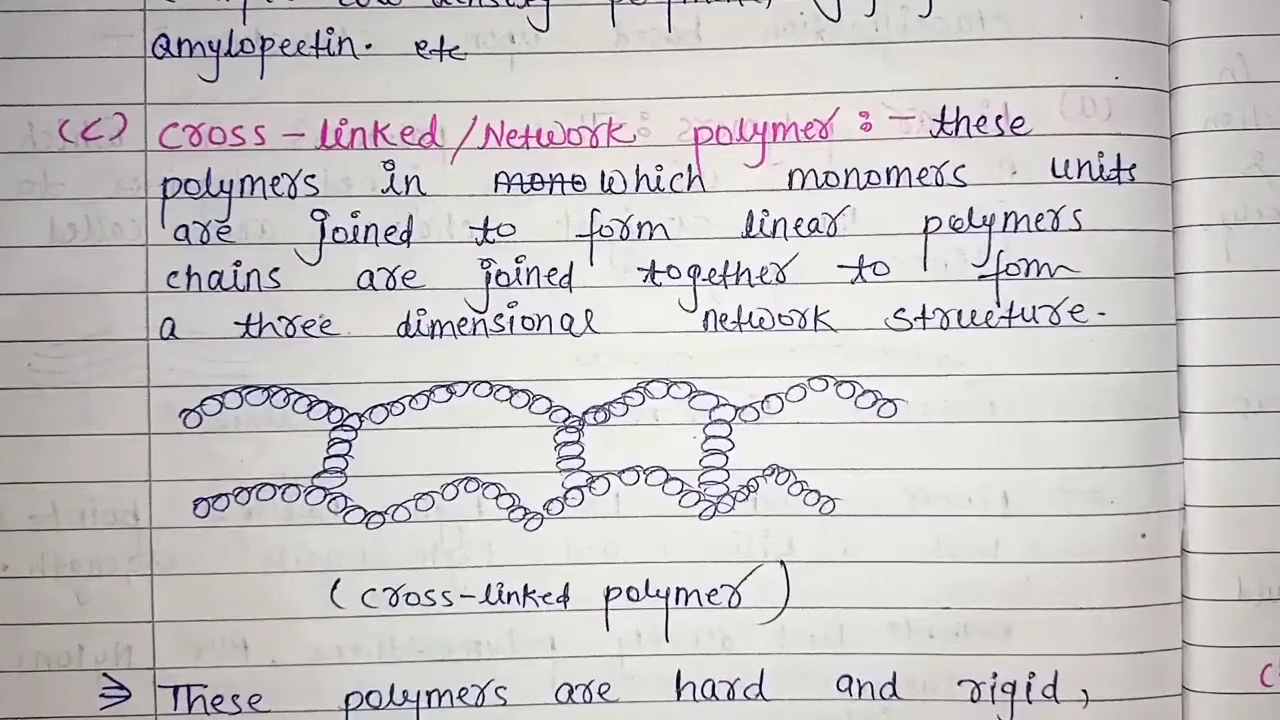 amylopectin. etc
(C) Cross-linked/Network: polymer :- these
polymers in which monomers units
are joined to form linear polymers
chains are joined together to form
a three dimensional network structure.
(cross-linked polymer)
⇒ These polymers are hard and rigid,